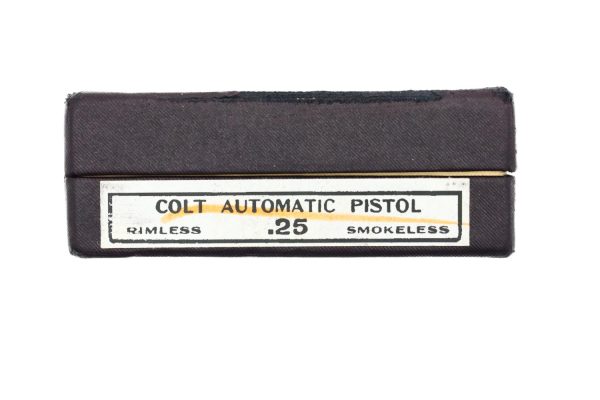 COLT AUTOMATIC PISTOL
RIMLESS .25 SMOKELESS